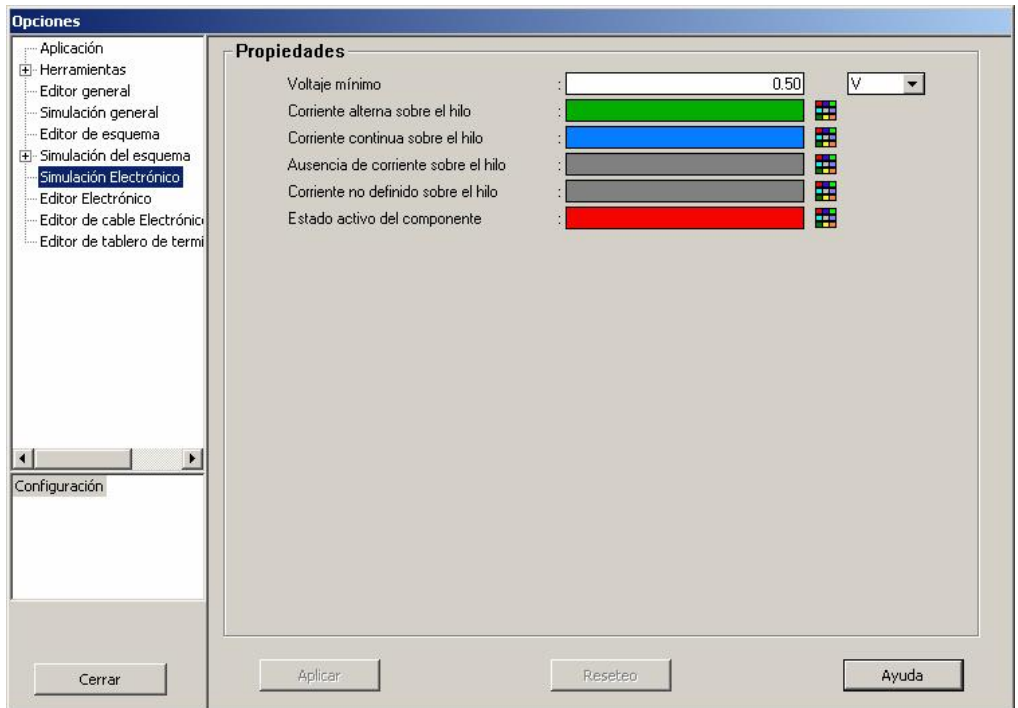 Opciones
Aplicación
Herramientas
Editor general
Simulación general
Editor de esquema
Simulación del esquema
Simulación Electrónico
Editor Electrónico
Editor de cable Electrónic
Editor de tablero de termi
Configuración
Cerrar
Propiedades
Voltaje mínimo : 0.50 V
Corriente alterna sobre el hilo :
Corriente continua sobre el hilo :
Ausencia de corriente sobre el hilo :
Corriente no definido sobre el hilo :
Estado activo del componente :
Aplicar
Reseteo
Ayuda